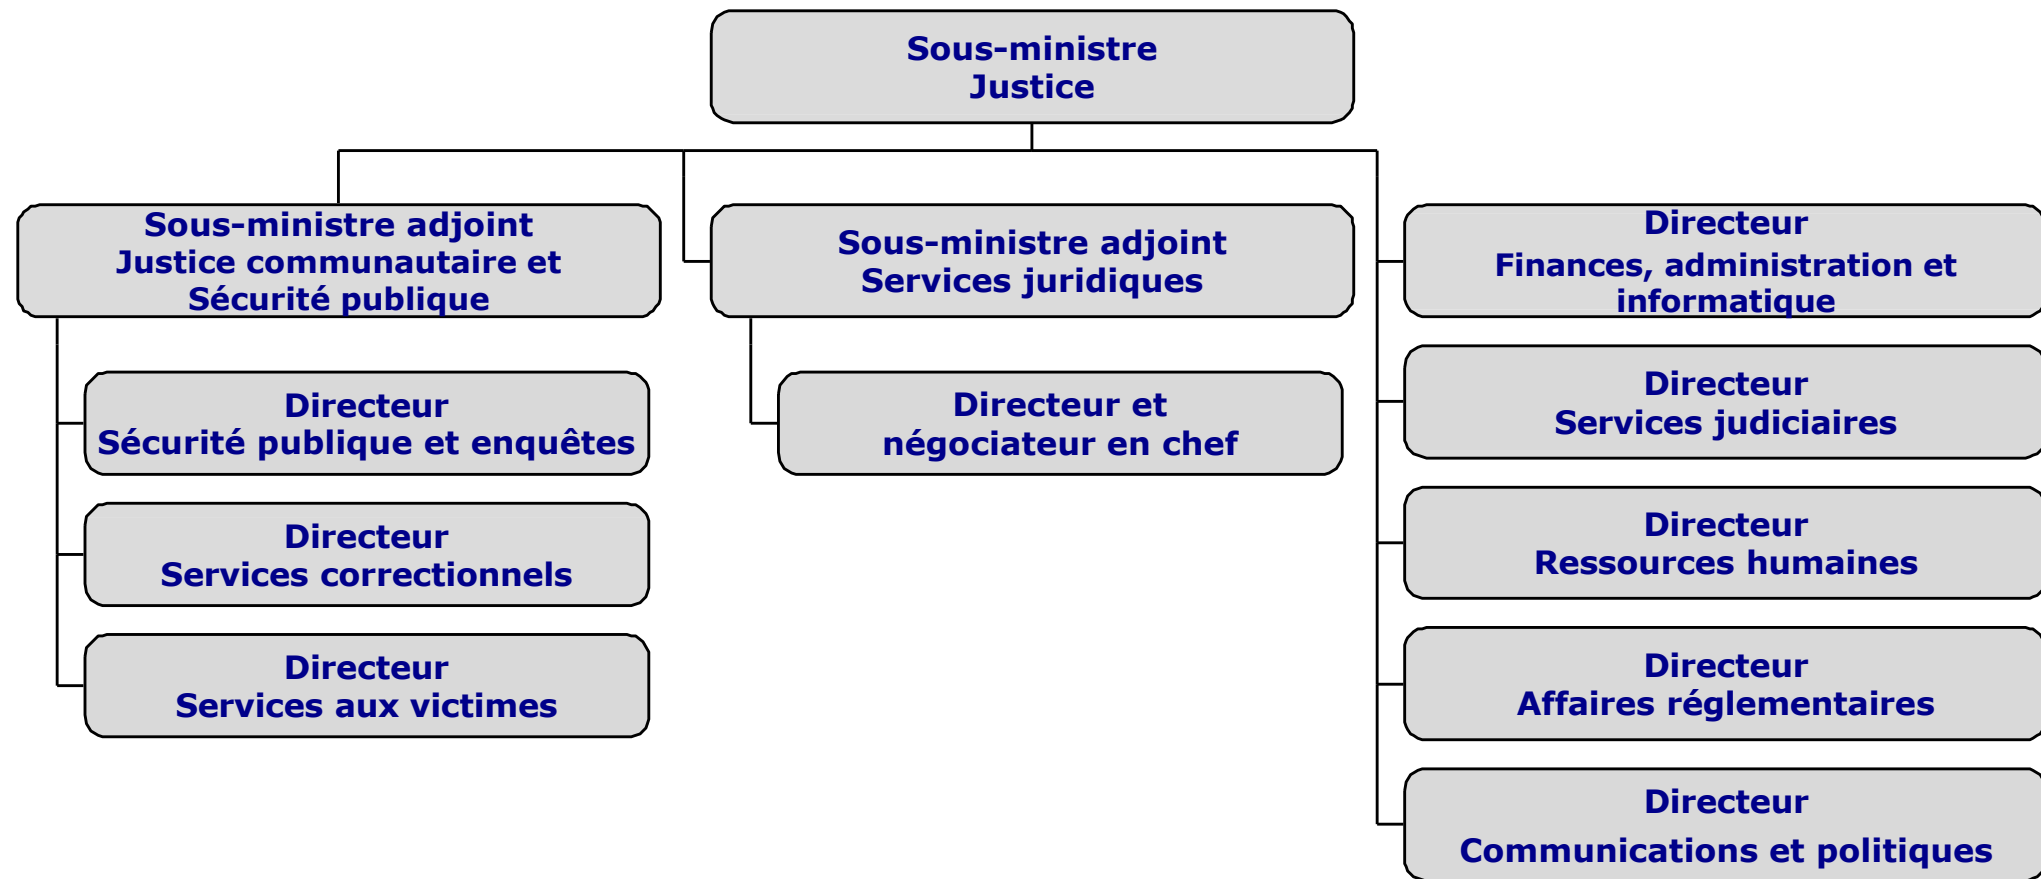 Sous-ministre
Justice
Sous-ministre adjoint
Justice communautaire et
Sécurité publique
Directeur
Sécurité publique et enquêtes
Directeur
Services correctionnels
Directeur
Services aux victimes
Sous-ministre adjoint
Services juridiques
Directeur et
négociateur en chef
Directeur
Finances, administration et
informatique
Directeur
Services judiciaires
Directeur
Ressources humaines
Directeur
Affaires réglementaires
Directeur
Communications et politiques